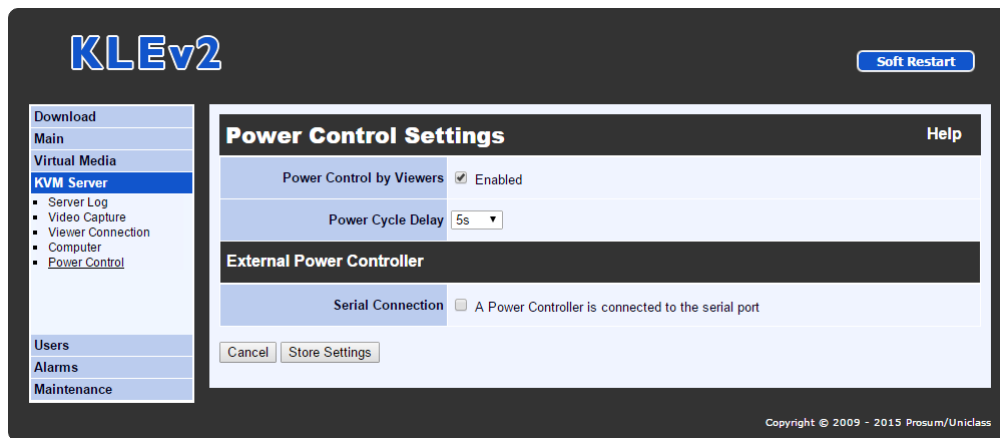 KLEv2
Soft Restart
Download
Main
Virtual Media
KVM Server
Server Log
Video Capture
Viewer Connection
Computer
Power Control
Users
Alarms
Maintenance
Power Control Settings
Help
Power Control by Viewers Enabled
Power Cycle Delay 5s
External Power Controller
Serial Connection A Power Controller is connected to the serial port
Cancel Store Settings
Copyright © 2009 - 2015 Prosum/Uniclass